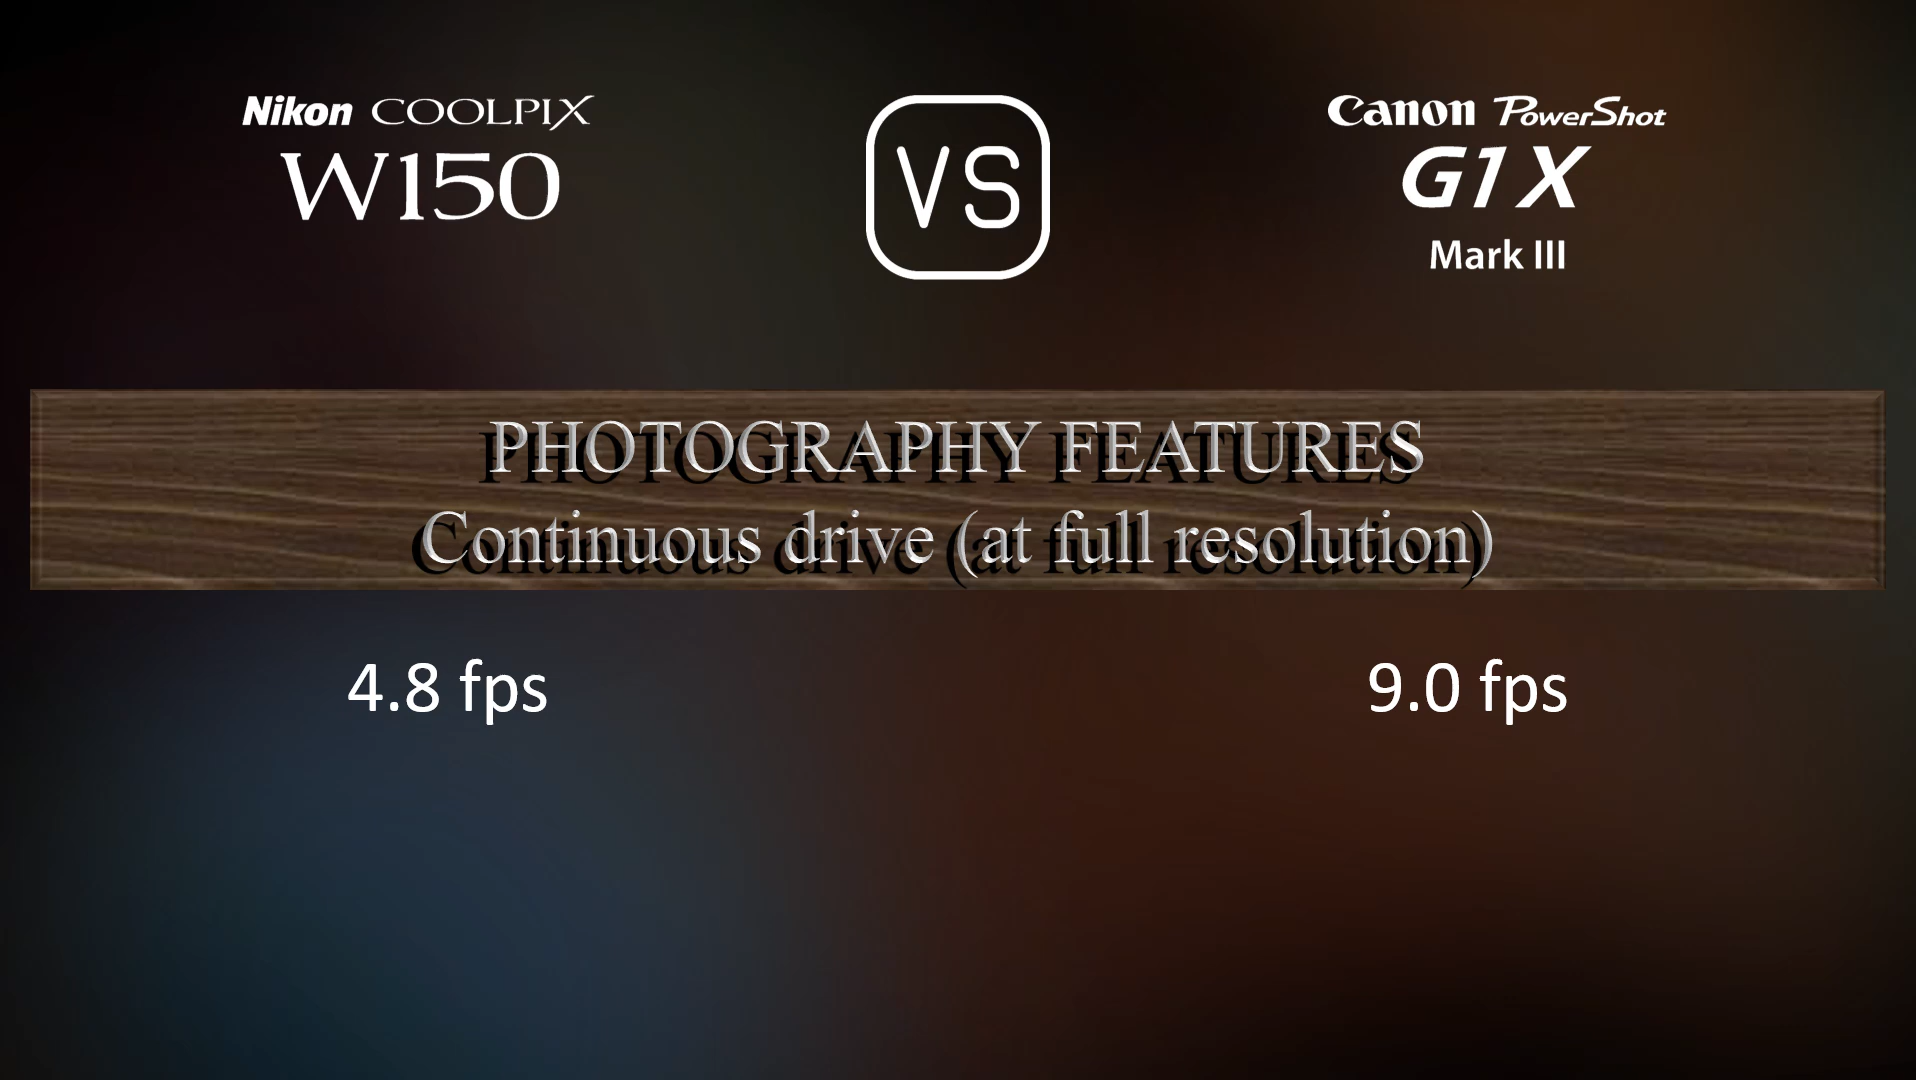 Nikon COOLPIX
W150
VS
Canon PowerShot
G1 X
Mark III
PHOTOGRAPHY FEATURES
Continuous drive (at full resolution)
4.8 fps
9.0 fps